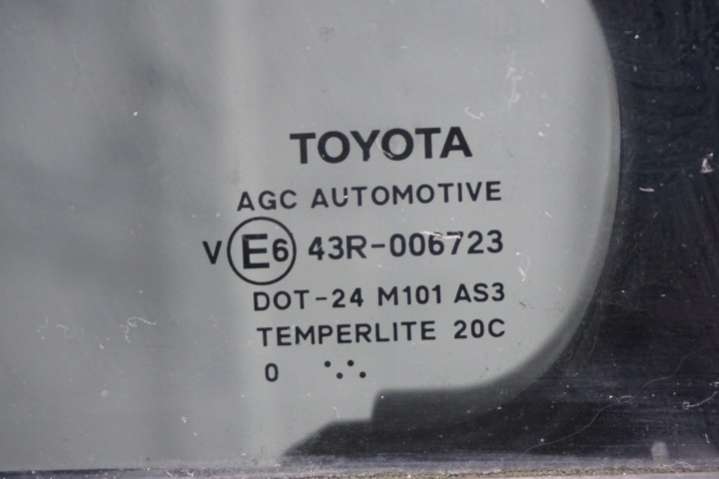 TOYOTA
AGC AUTOMOTIVE
V E6 43R-006723
DOT-24 M101 AS3
TEMPERLITE 20C
0